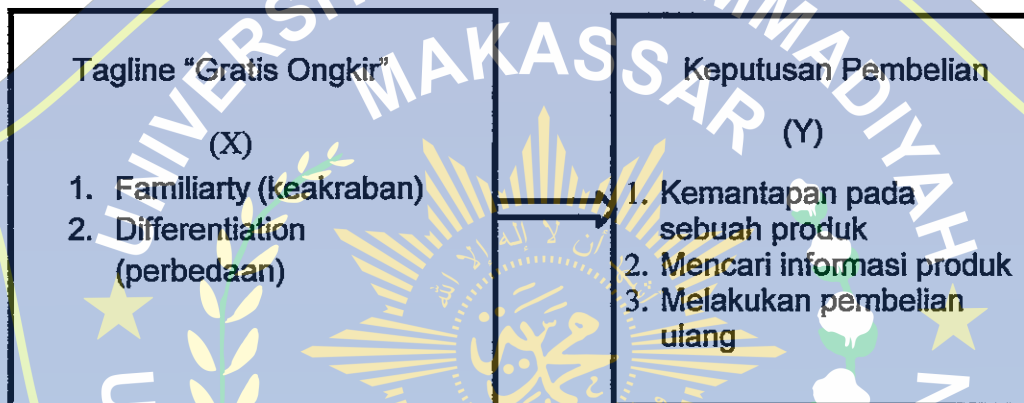 Tagline “Gratis Ongkir”
(X)
1. Familiarty (keakraban)
2. Differentiation
(perbedaan)
Keputusan Pembelian
(Y)
1. Kemantapan pada
sebuah produk
2. Mencari informasi produk
3. Melakukan pembelian
ulang
MAKASSAR